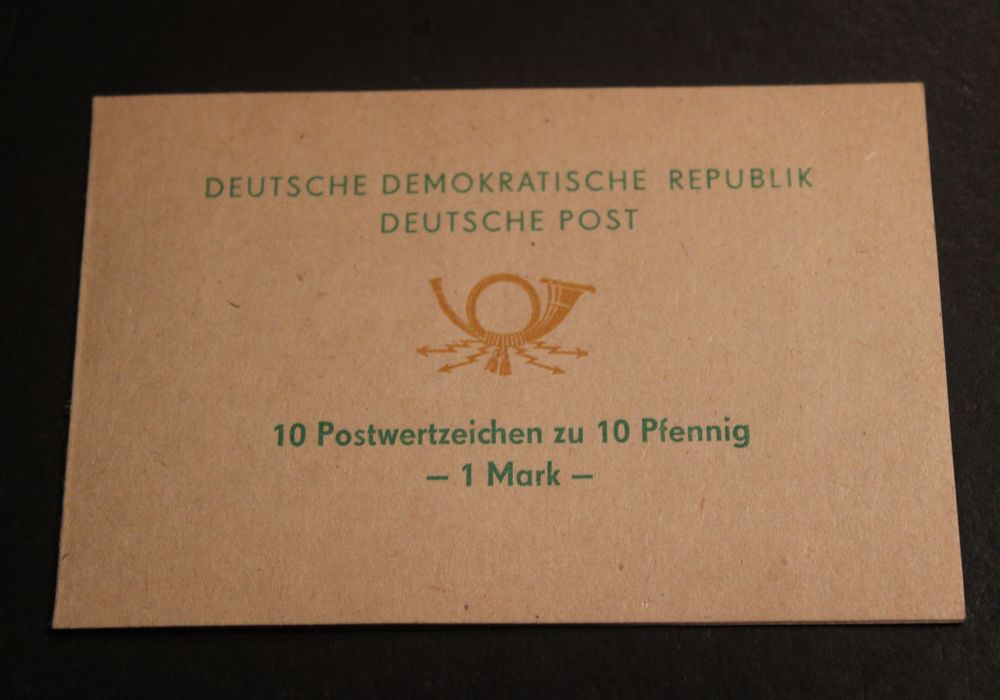 DEUTSCHE DEMOKRATISCHE REPUBLIK
DEUTSCHE POST
10 Postwertzeichen zu 10 Pfennig
– 1 Mark –